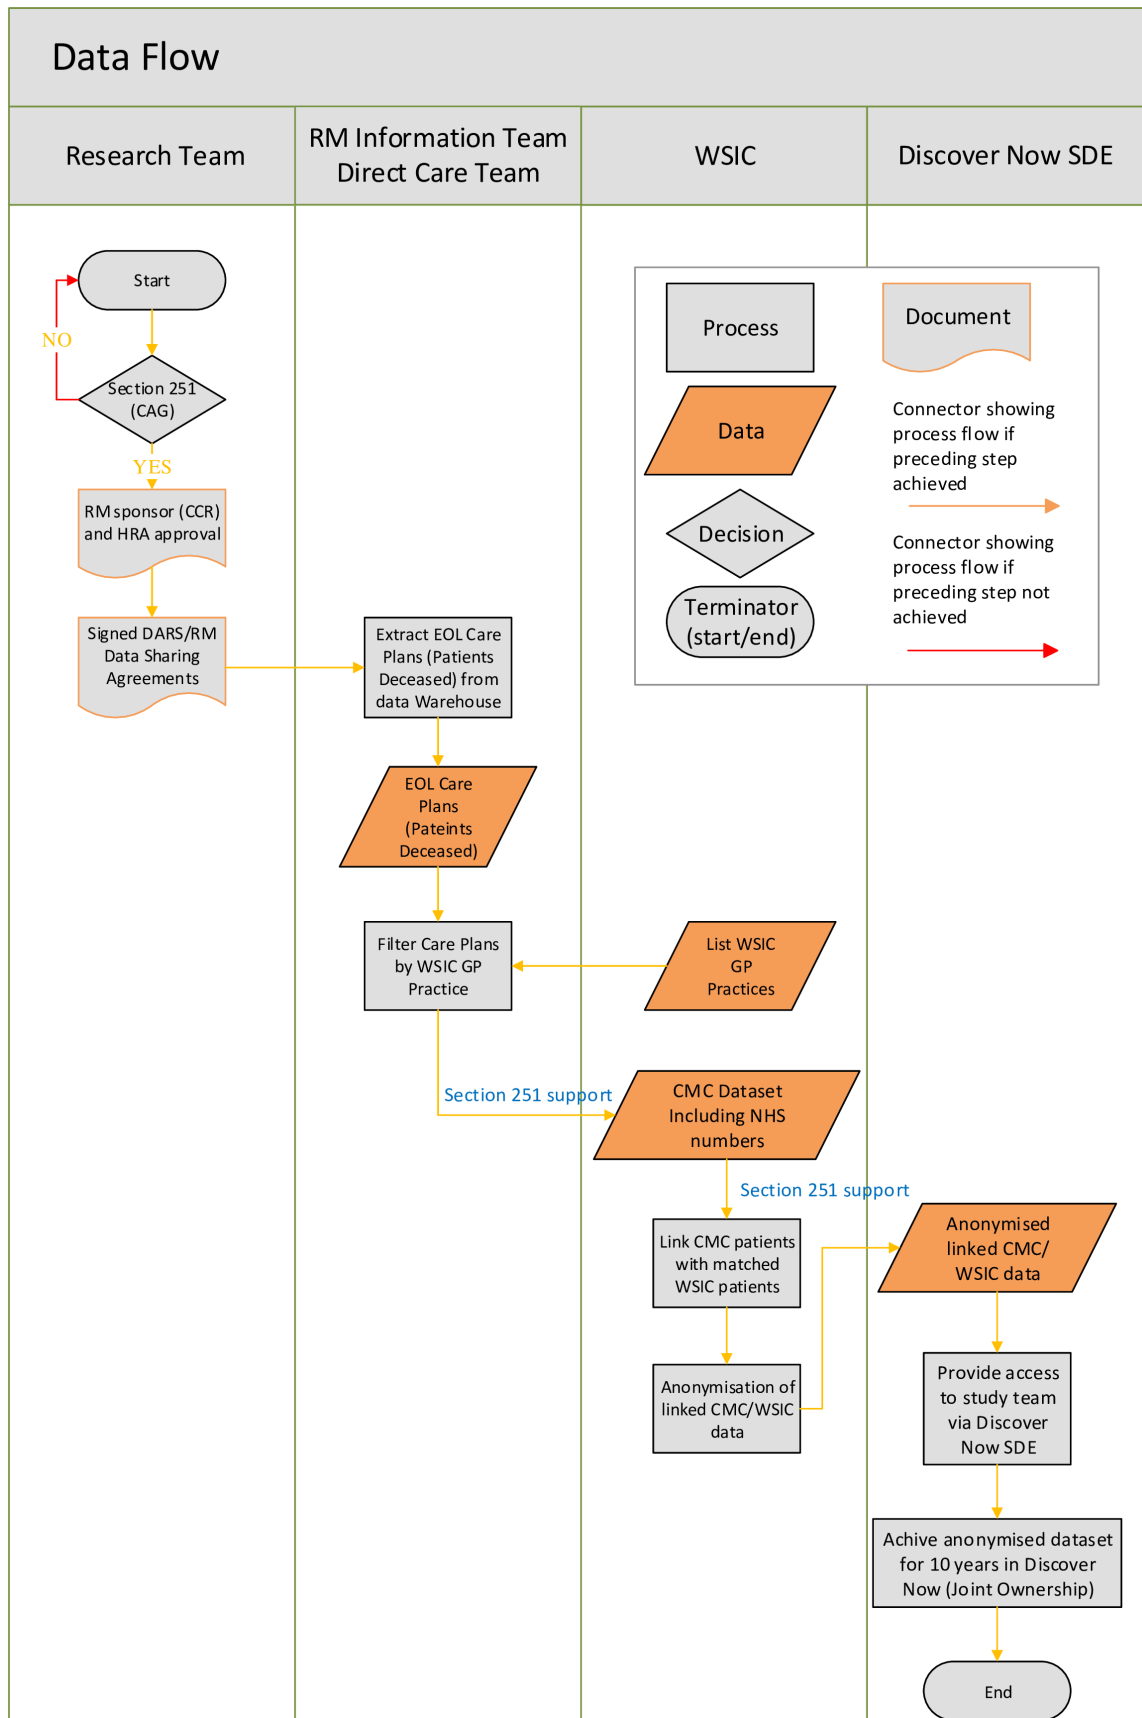 Data Flow
Research Team
RM Information Team
Direct Care Team
WSIC
Discover Now SDE
Start
NO
Section 251
(CAG)
YES
RM sponsor (CCR)
and HRA approval
Signed DARS/RM
Data Sharing
Agreements
Extract EOL Care
Plans (Patients
Deceased) from
data Warehouse
EOL Care
Plans
(Pateints
Deceased)
Filter Care Plans
by WSIC GP
Practice
List WSIC
GP
Practices
Section 251 support
CMC Dataset
Including NHS
numbers
Section 251 support
Link CMC patients
with matched
WSIC patients
Anonymisation of
linked CMC/WSIC
data
Anonymised
linked CMC/
WSIC data
Provide access
to study team
via Discover
Now SDE
Achive anonymised dataset
for 10 years in Discover
Now (Joint Ownership)
End
Process
Data
Decision
Terminator
(start/end)
Document
Connector showing
process flow if
preceding step
achieved
Connector showing
process flow if
preceding step not
achieved